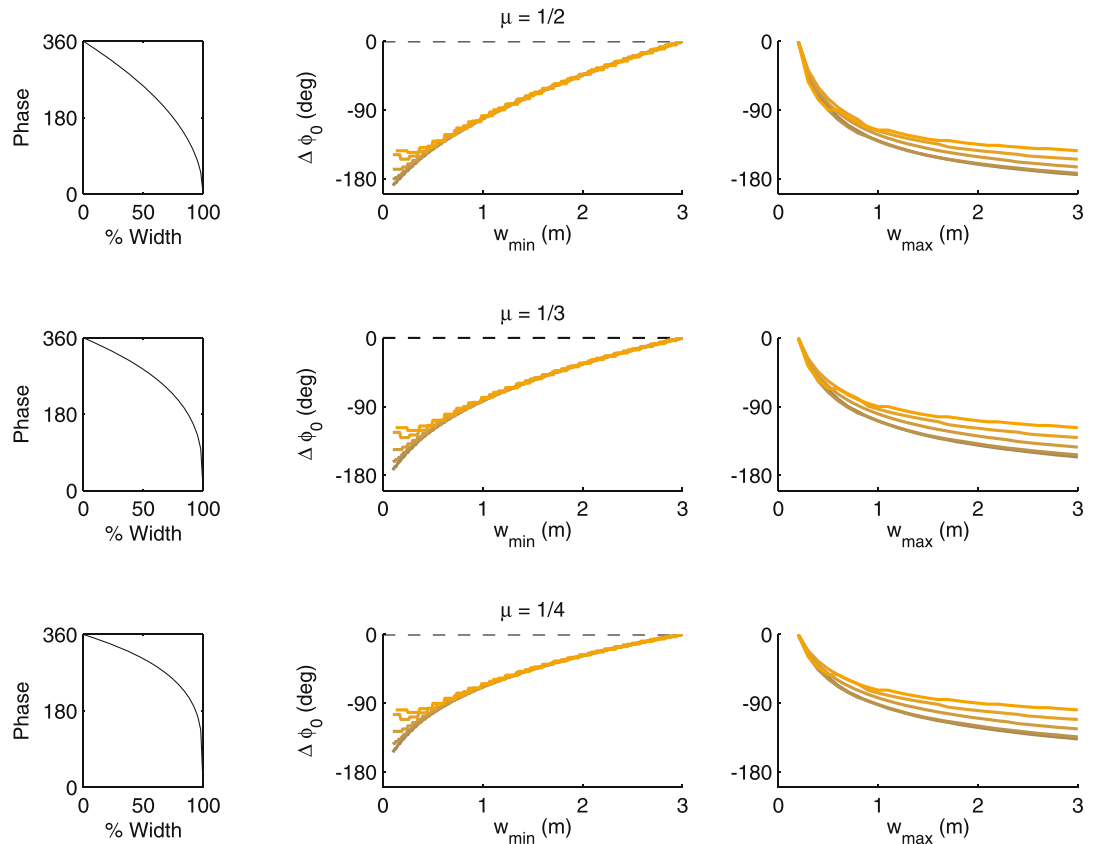 μ = 1/2
360
180
0
Phase
0 50 100
% Width
0
-90
-180
Δ ϕ0 (deg)
0 1 2 3
wmin (m)
0
-90
-180
0 1 2 3
wmax (m)
μ = 1/3
360
180
0
Phase
0 50 100
% Width
0
-90
-180
Δ ϕ0 (deg)
0 1 2 3
wmin (m)
0
-90
-180
0 1 2 3
wmax (m)
μ = 1/4
360
180
0
Phase
0 50 100
% Width
0
-90
-180
Δ ϕ0 (deg)
0 1 2 3
wmin (m)
0
-90
-180
0 1 2 3
wmax (m)